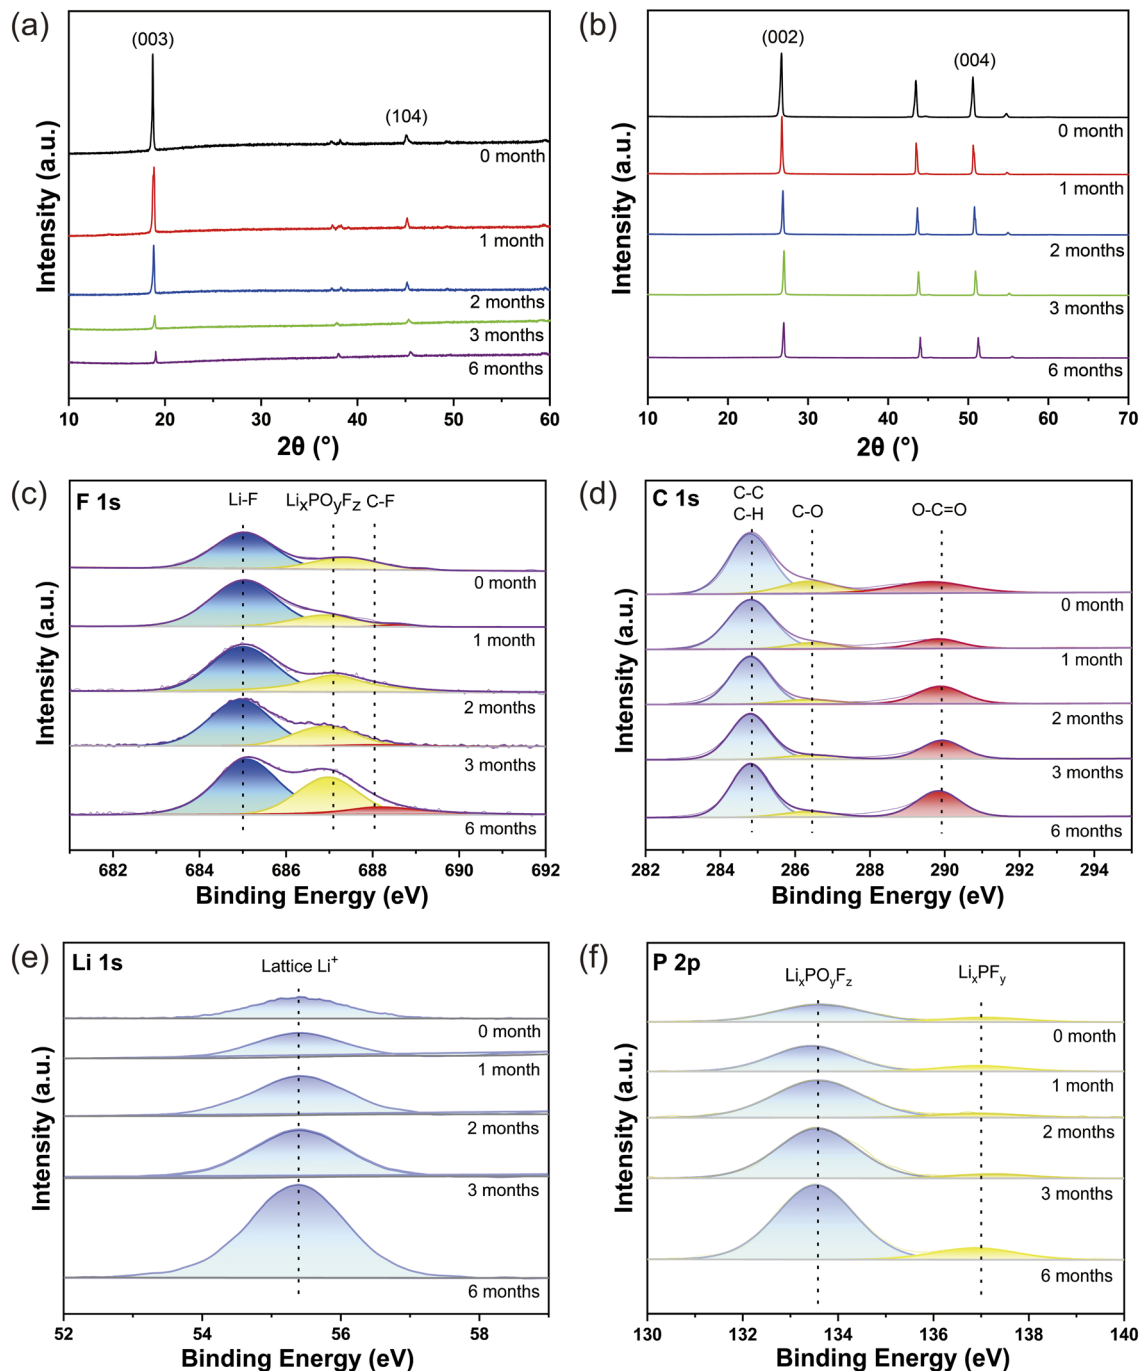 (a)
(003)
(104)
0 month
1 month
2 months
3 months
6 months
Intensity (a.u.)
10 20 30 40 50 60
2θ (°)
(b)
(002)
(004)
0 month
1 month
2 months
3 months
6 months
Intensity (a.u.)
10 20 30 40 50 60 70
2θ (°)
(c)
F 1s
Li-F LiₓPOᵧF_z C-F
0 month
1 month
2 months
3 months
6 months
Intensity (a.u.)
682 684 686 688 690 692
Binding Energy (eV)
(d)
C 1s
C-C
C-H C-O O-C=O
0 month
1 month
2 months
3 months
6 months
Intensity (a.u.)
282 284 286 288 290 292 294
Binding Energy (eV)
(e)
Li 1s
Lattice Li⁺
0 month
1 month
2 months
3 months
6 months
Intensity (a.u.)
52 54 56 58
Binding Energy (eV)
(f)
P 2p
LiₓPOᵧF_z LiₓPFᵧ
0 month
1 month
2 months
3 months
6 months
Intensity (a.u.)
130 132 134 136 138 140
Binding Energy (eV)